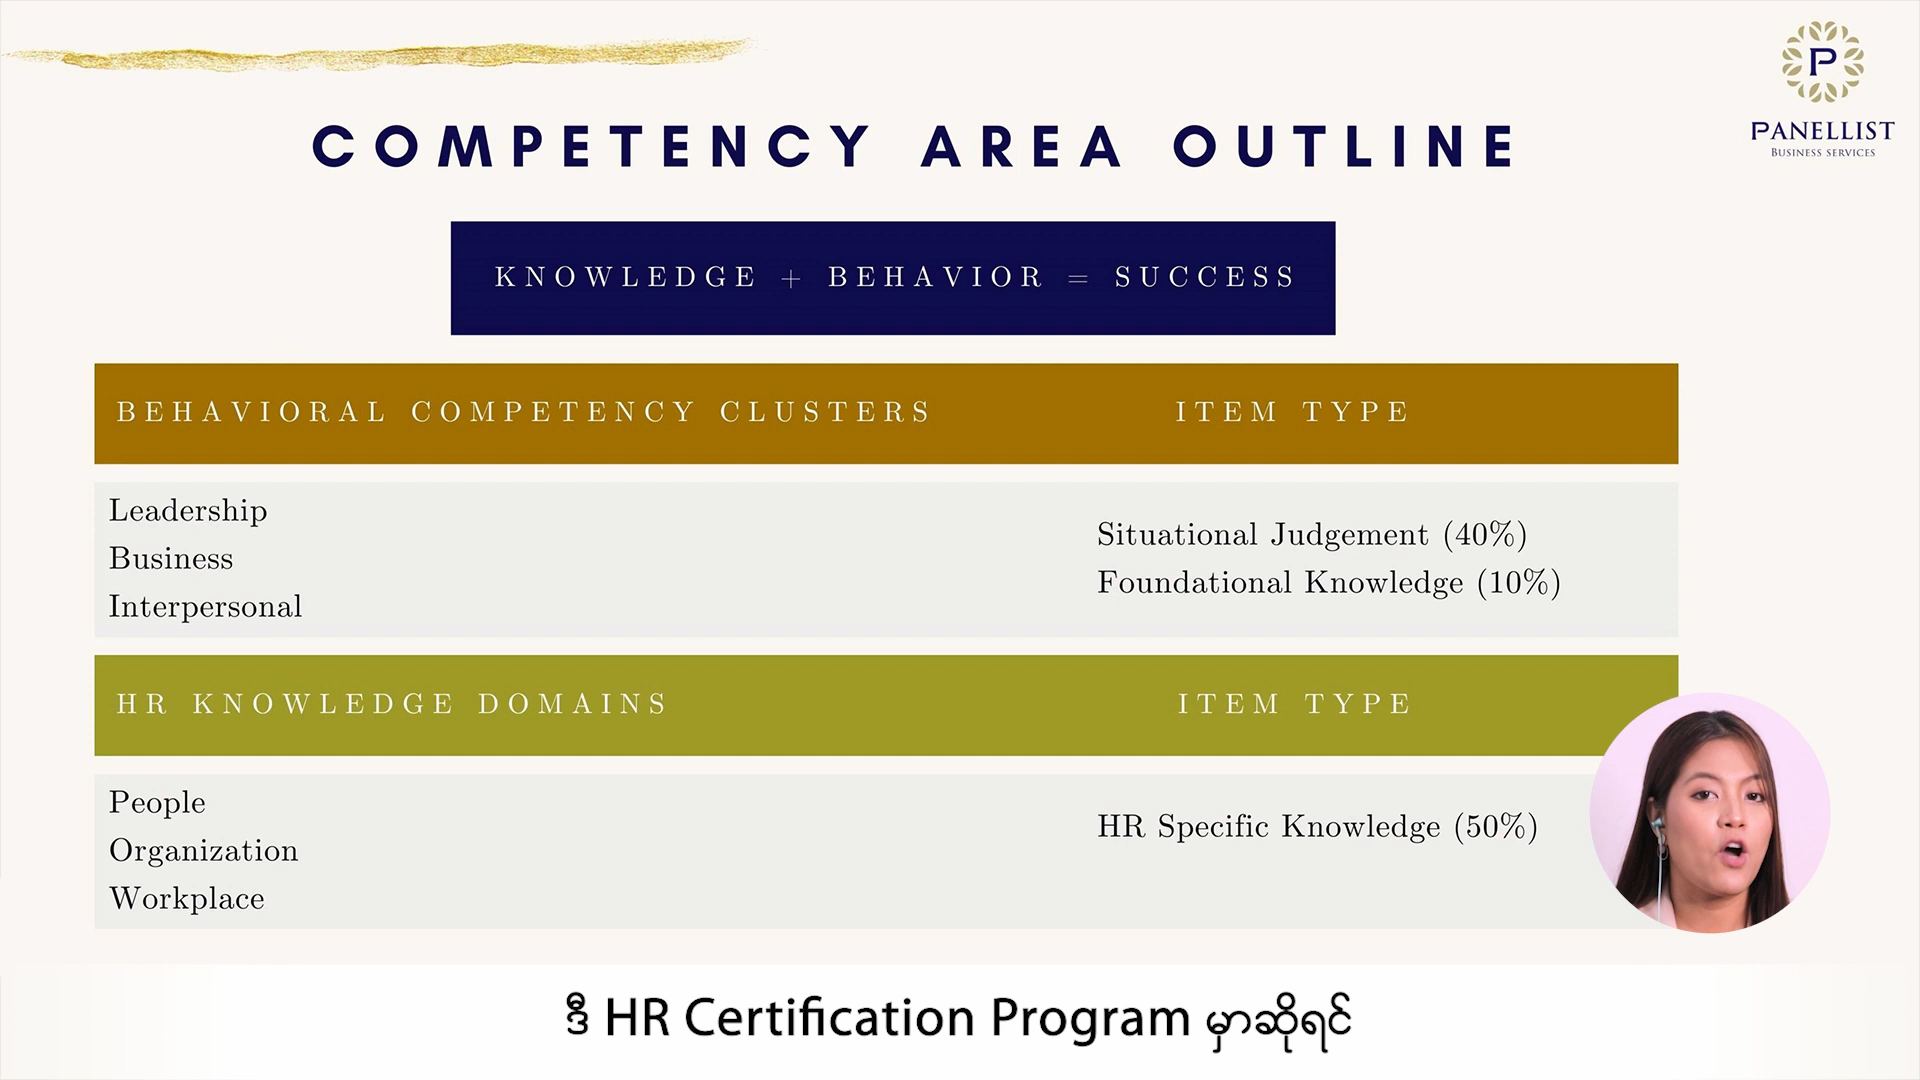 P
PANELLIST
BUSINESS SERVICES
COMPETENCY AREA OUTLINE
KNOWLEDGE + BEHAVIOR = SUCCESS
BEHAVIORAL COMPETENCY CLUSTERS ITEM TYPE
Leadership
Business
Interpersonal
Situational Judgement (40%)
Foundational Knowledge (10%)
HR KNOWLEDGE DOMAINS ITEM TYPE
People
Organization
Workplace
HR Specific Knowledge (50%)
ဒီ HR Certification Program မှာဆိုရင်